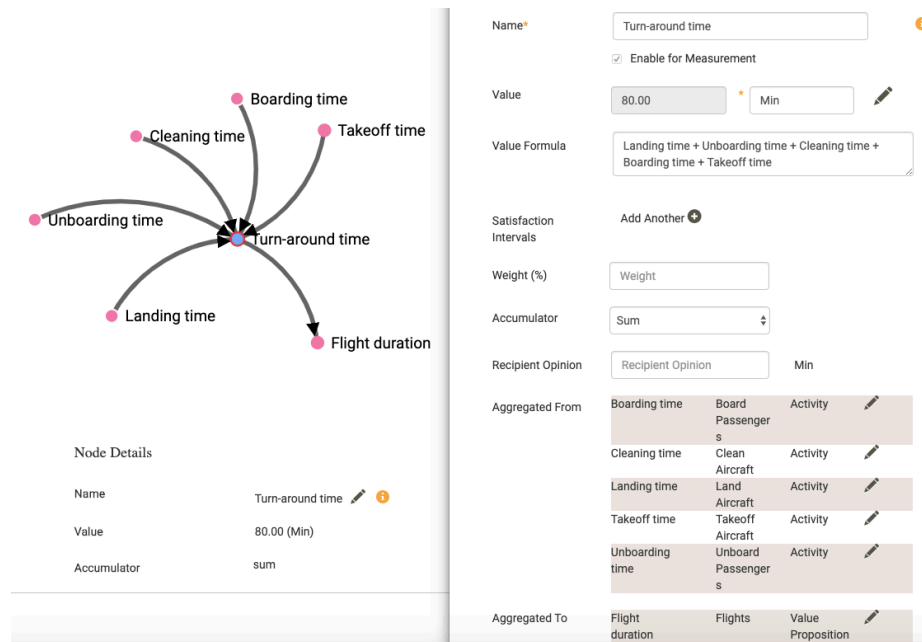 Boarding time
Takeoff time
Cleaning time
Unboarding time
Turn-around time
Landing time
Flight duration
Node Details
Name
Turn-around time
Value
80.00 (Min)
Accumulator
sum
Name*
Turn-around time
Enable for Measurement
Value
80.00
*
Min
Value Formula
Landing time + Unboarding time + Cleaning time +
Boarding time + Takeoff time
Satisfaction
Intervals
Add Another
Weight (%)
Weight
Accumulator
Sum
Recipient Opinion
Recipient Opinion
Min
Aggregated From
Boarding time
Board
Passenger
s
Activity
Cleaning time
Clean
Aircraft
Activity
Landing time
Land
Aircraft
Activity
Takeoff time
Takeoff
Aircraft
Activity
Unboarding
time
Unboard
Passenger
s
Activity
Aggregated To
Flight
duration
Flights
Value
Proposition